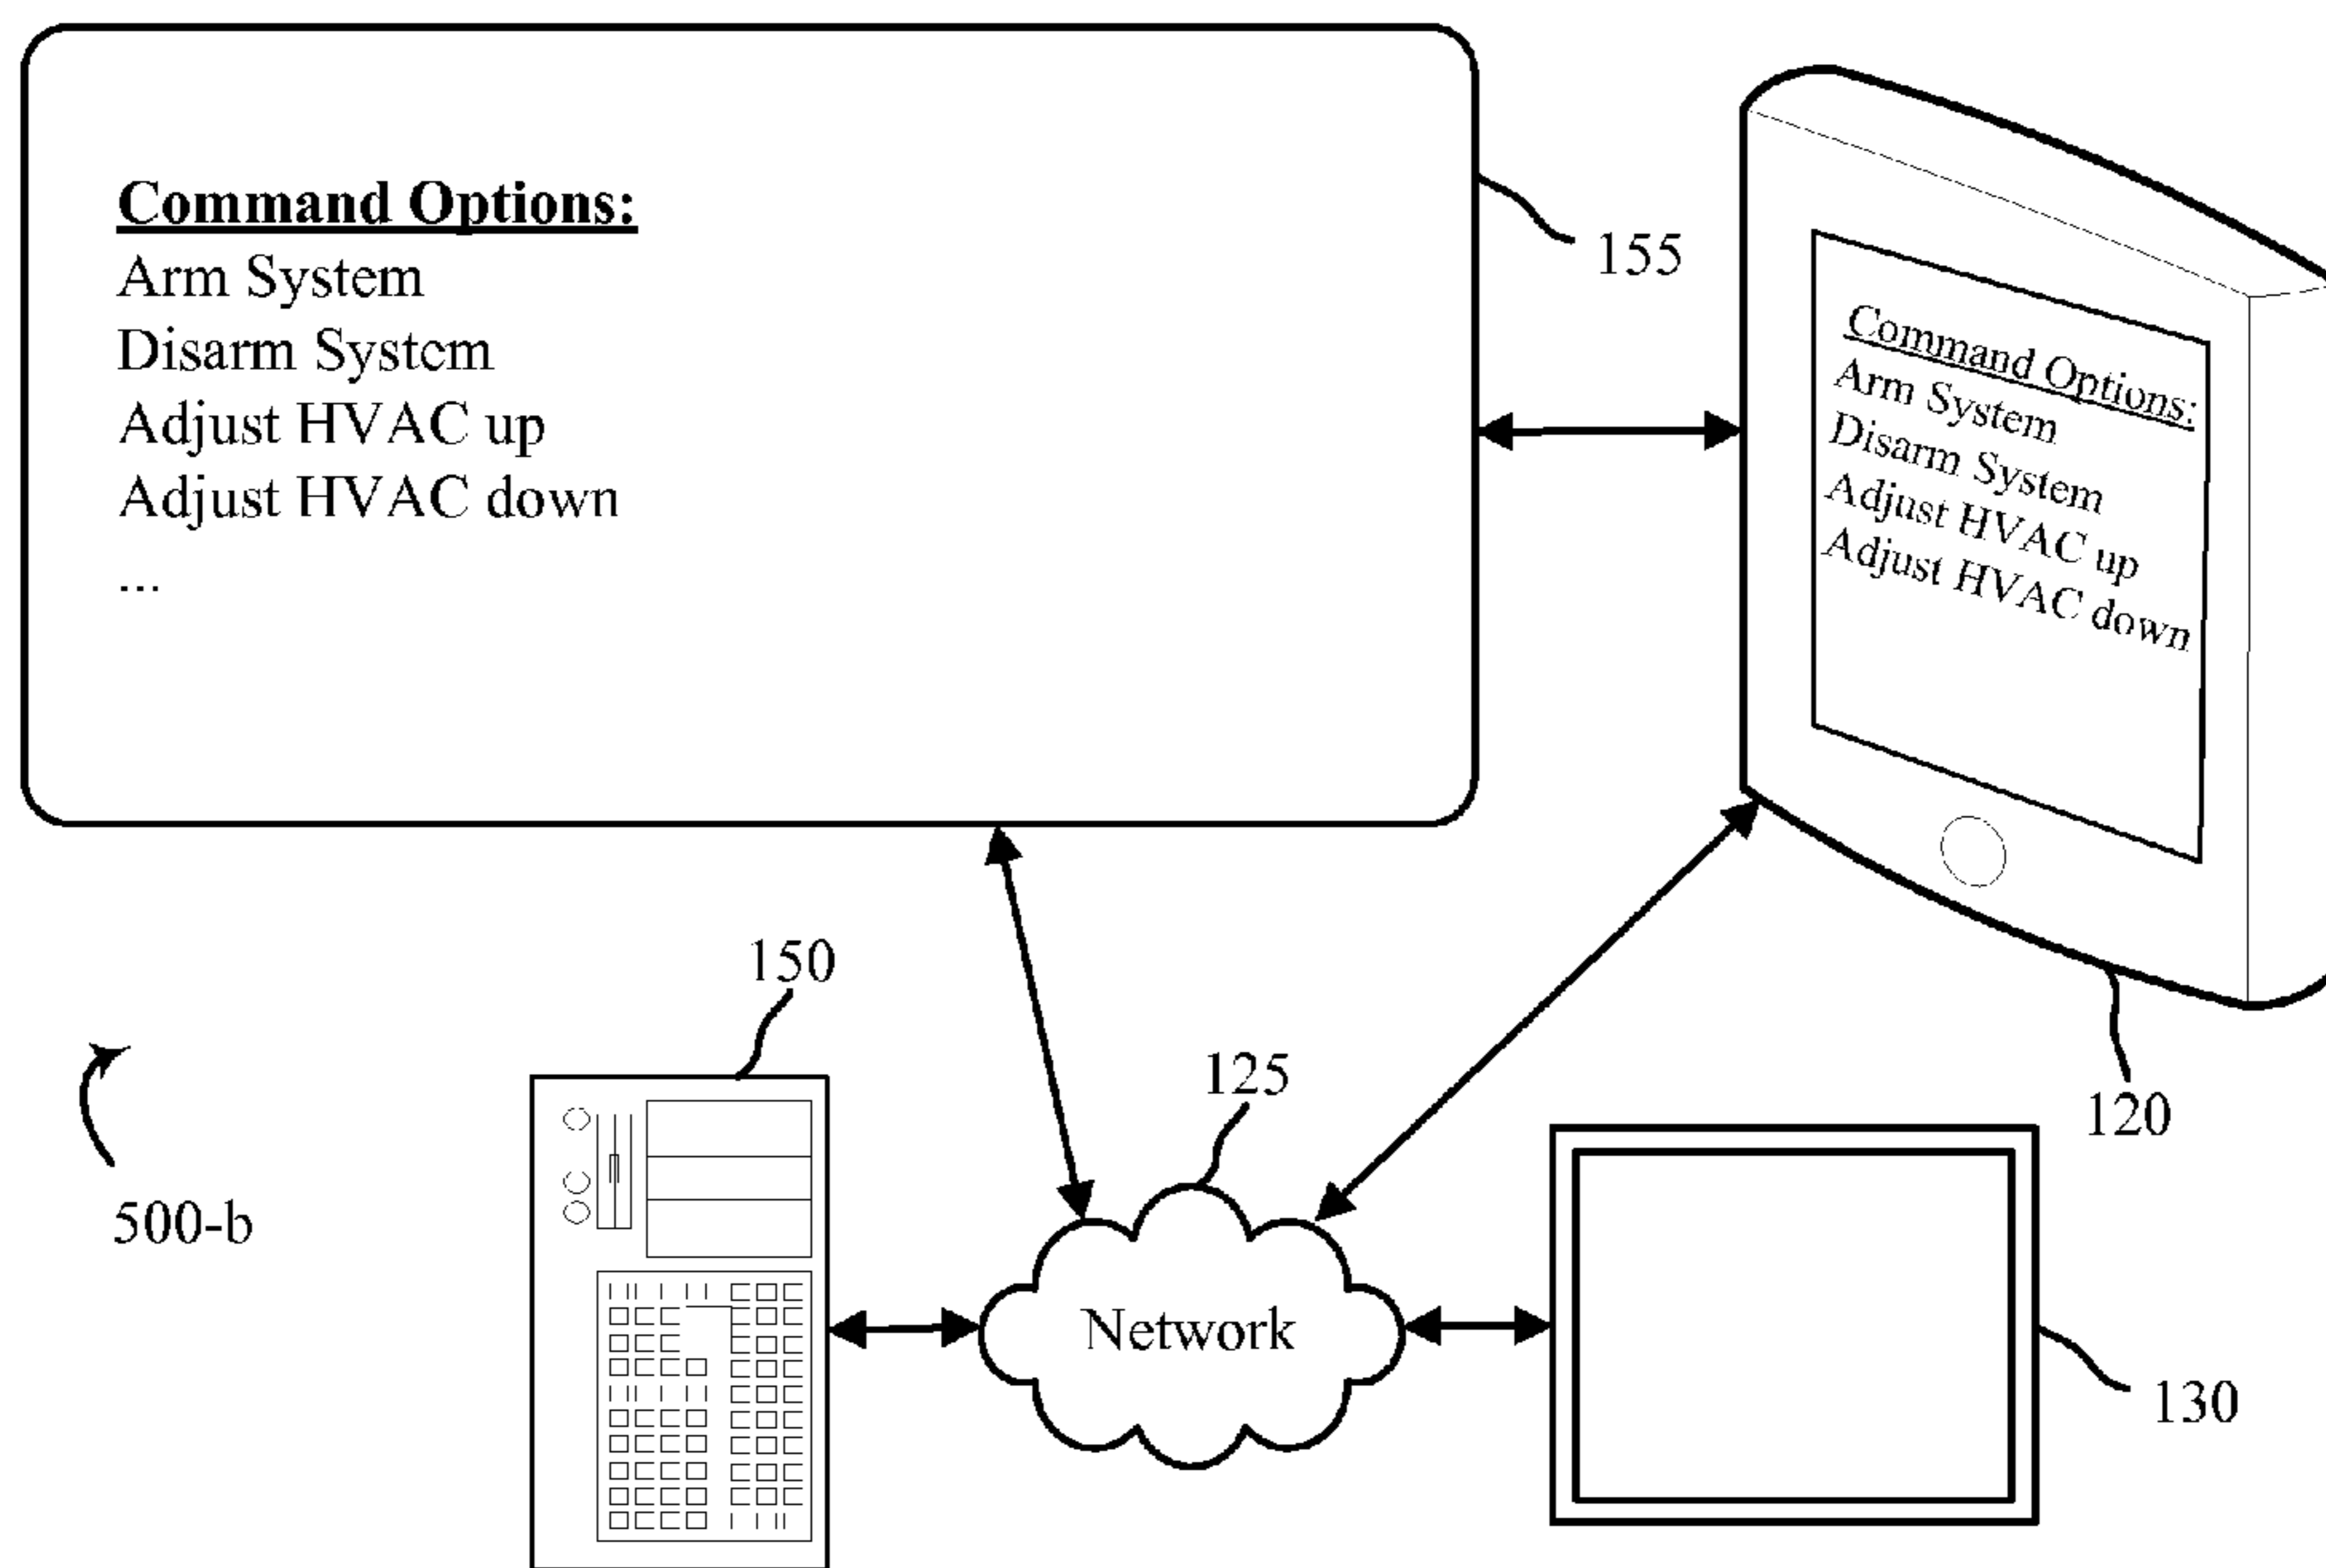 Command Options:
Arm System
Disarm System
Adjust HVAC up
Adjust HVAC down
...
155
Command Options:
Arm System
Disarm System
Adjust HVAC up
Adjust HVAC down
150
125
120
500-b
Network
130